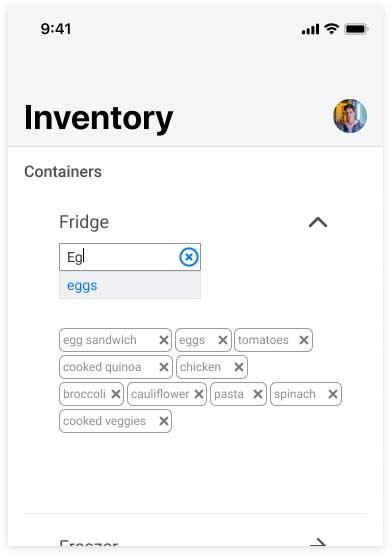 9:41
Inventory
Containers
Fridge
Eg
eggs
egg sandwich eggs tomatoes
cooked quinoa chicken
broccoli cauliflower pasta spinach
cooked veggies
Freezer